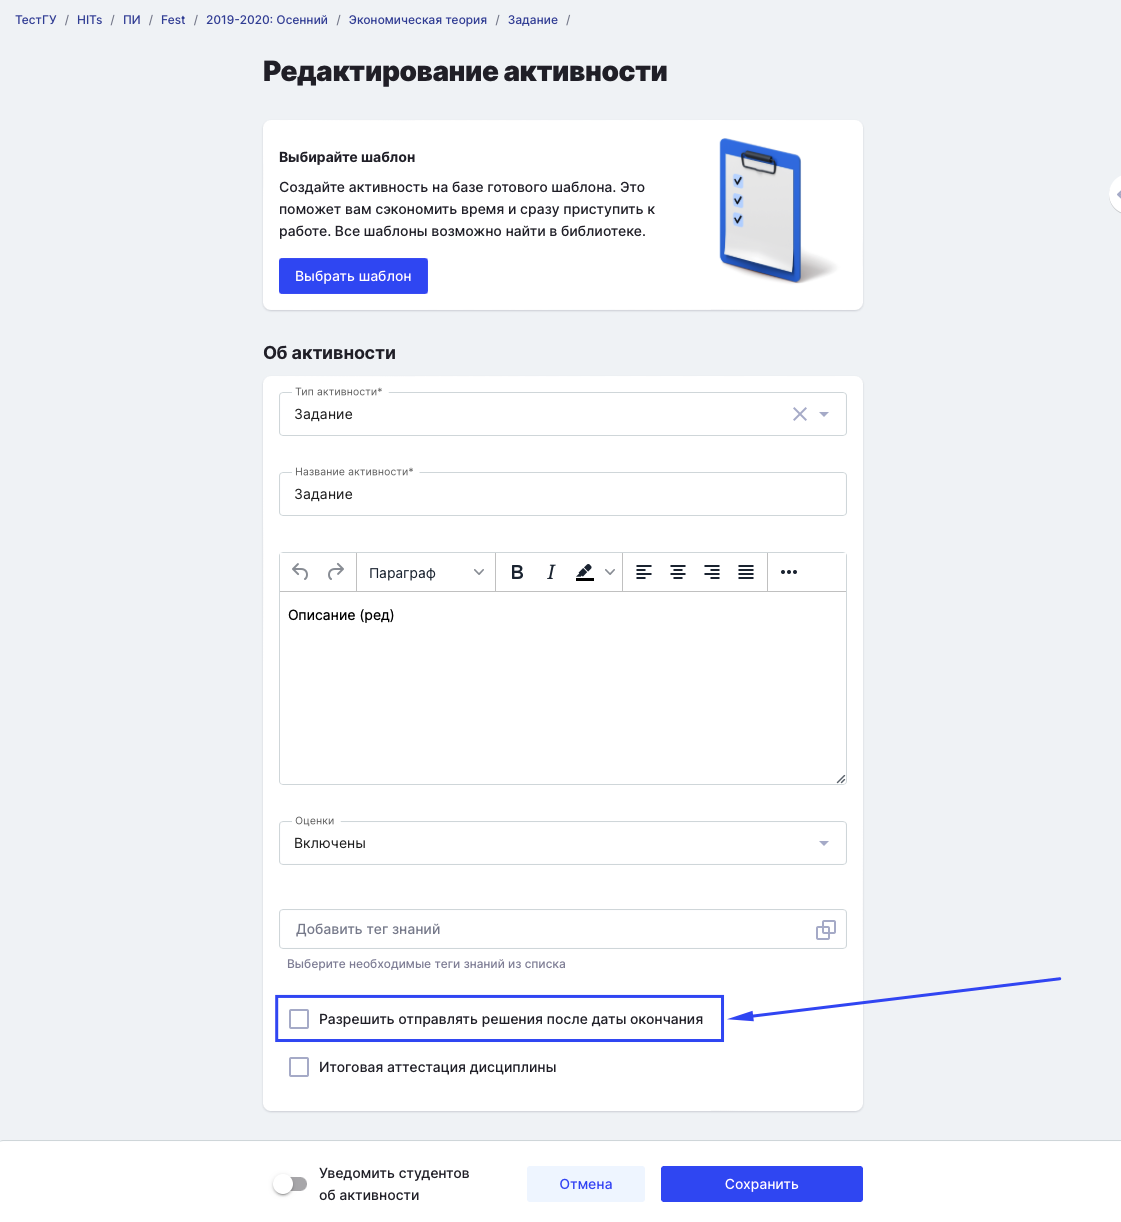 ТестГУ / HITs / ПИ / Fest / 2019-2020: Осенний / Экономическая теория / Задание /
Редактирование активности
Выбирайте шаблон
Создайте активность на базе готового шаблона. Это
поможет вам сэкономить время и сразу приступить к
работе. Все шаблоны возможно найти в библиотеке.
Выбрать шаблон
Об активности
Тип активности*
Задание
Название активности*
Задание
Параграф B I
Описание (ред)
Оценки
Включены
Добавить тег знаний
Выберите необходимые теги знаний из списка
Разрешить отправлять решения после даты окончания
Итоговая аттестация дисциплины
Уведомить студентов
об активности
Отмена
Сохранить